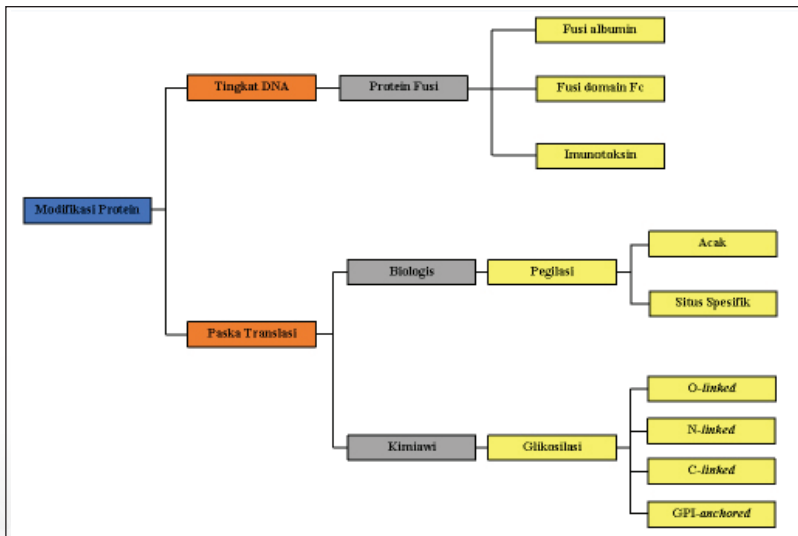 Fusi albumin
Tingkat DNA
Protein Fusi
Fusi domain Fc
Imunotoksin
Modifikasi Protein
Acak
Biologis
Pegilasi
Situs Spesifik
Paska Translasi
O-linked
N-linked
Kimiawi
Glikosilasi
C-linked
GPI-anchored